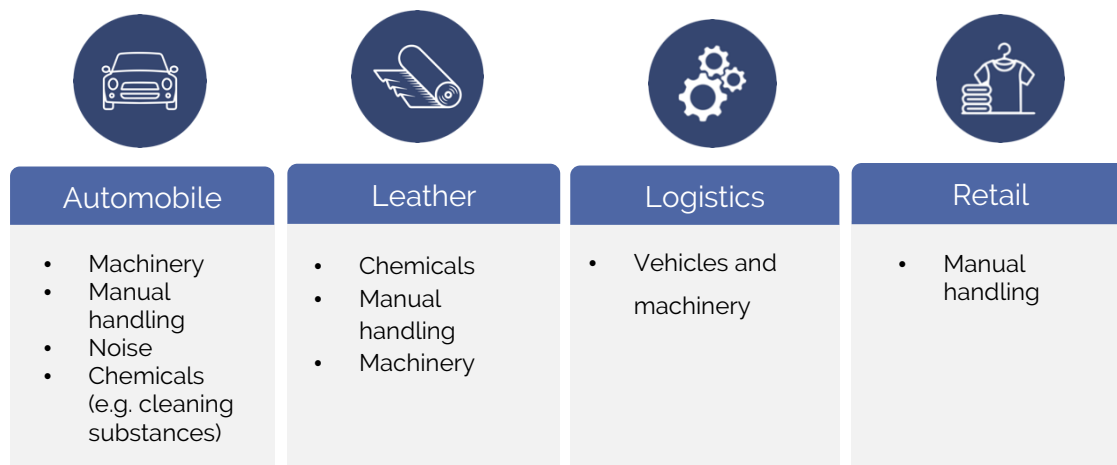 Automobile
• Machinery
• Manual
handling
• Noise
• Chemicals
(e.g. cleaning
substances)
Leather
• Chemicals
• Manual
handling
• Machinery
Logistics
• Vehicles and
machinery
Retail
• Manual
handling